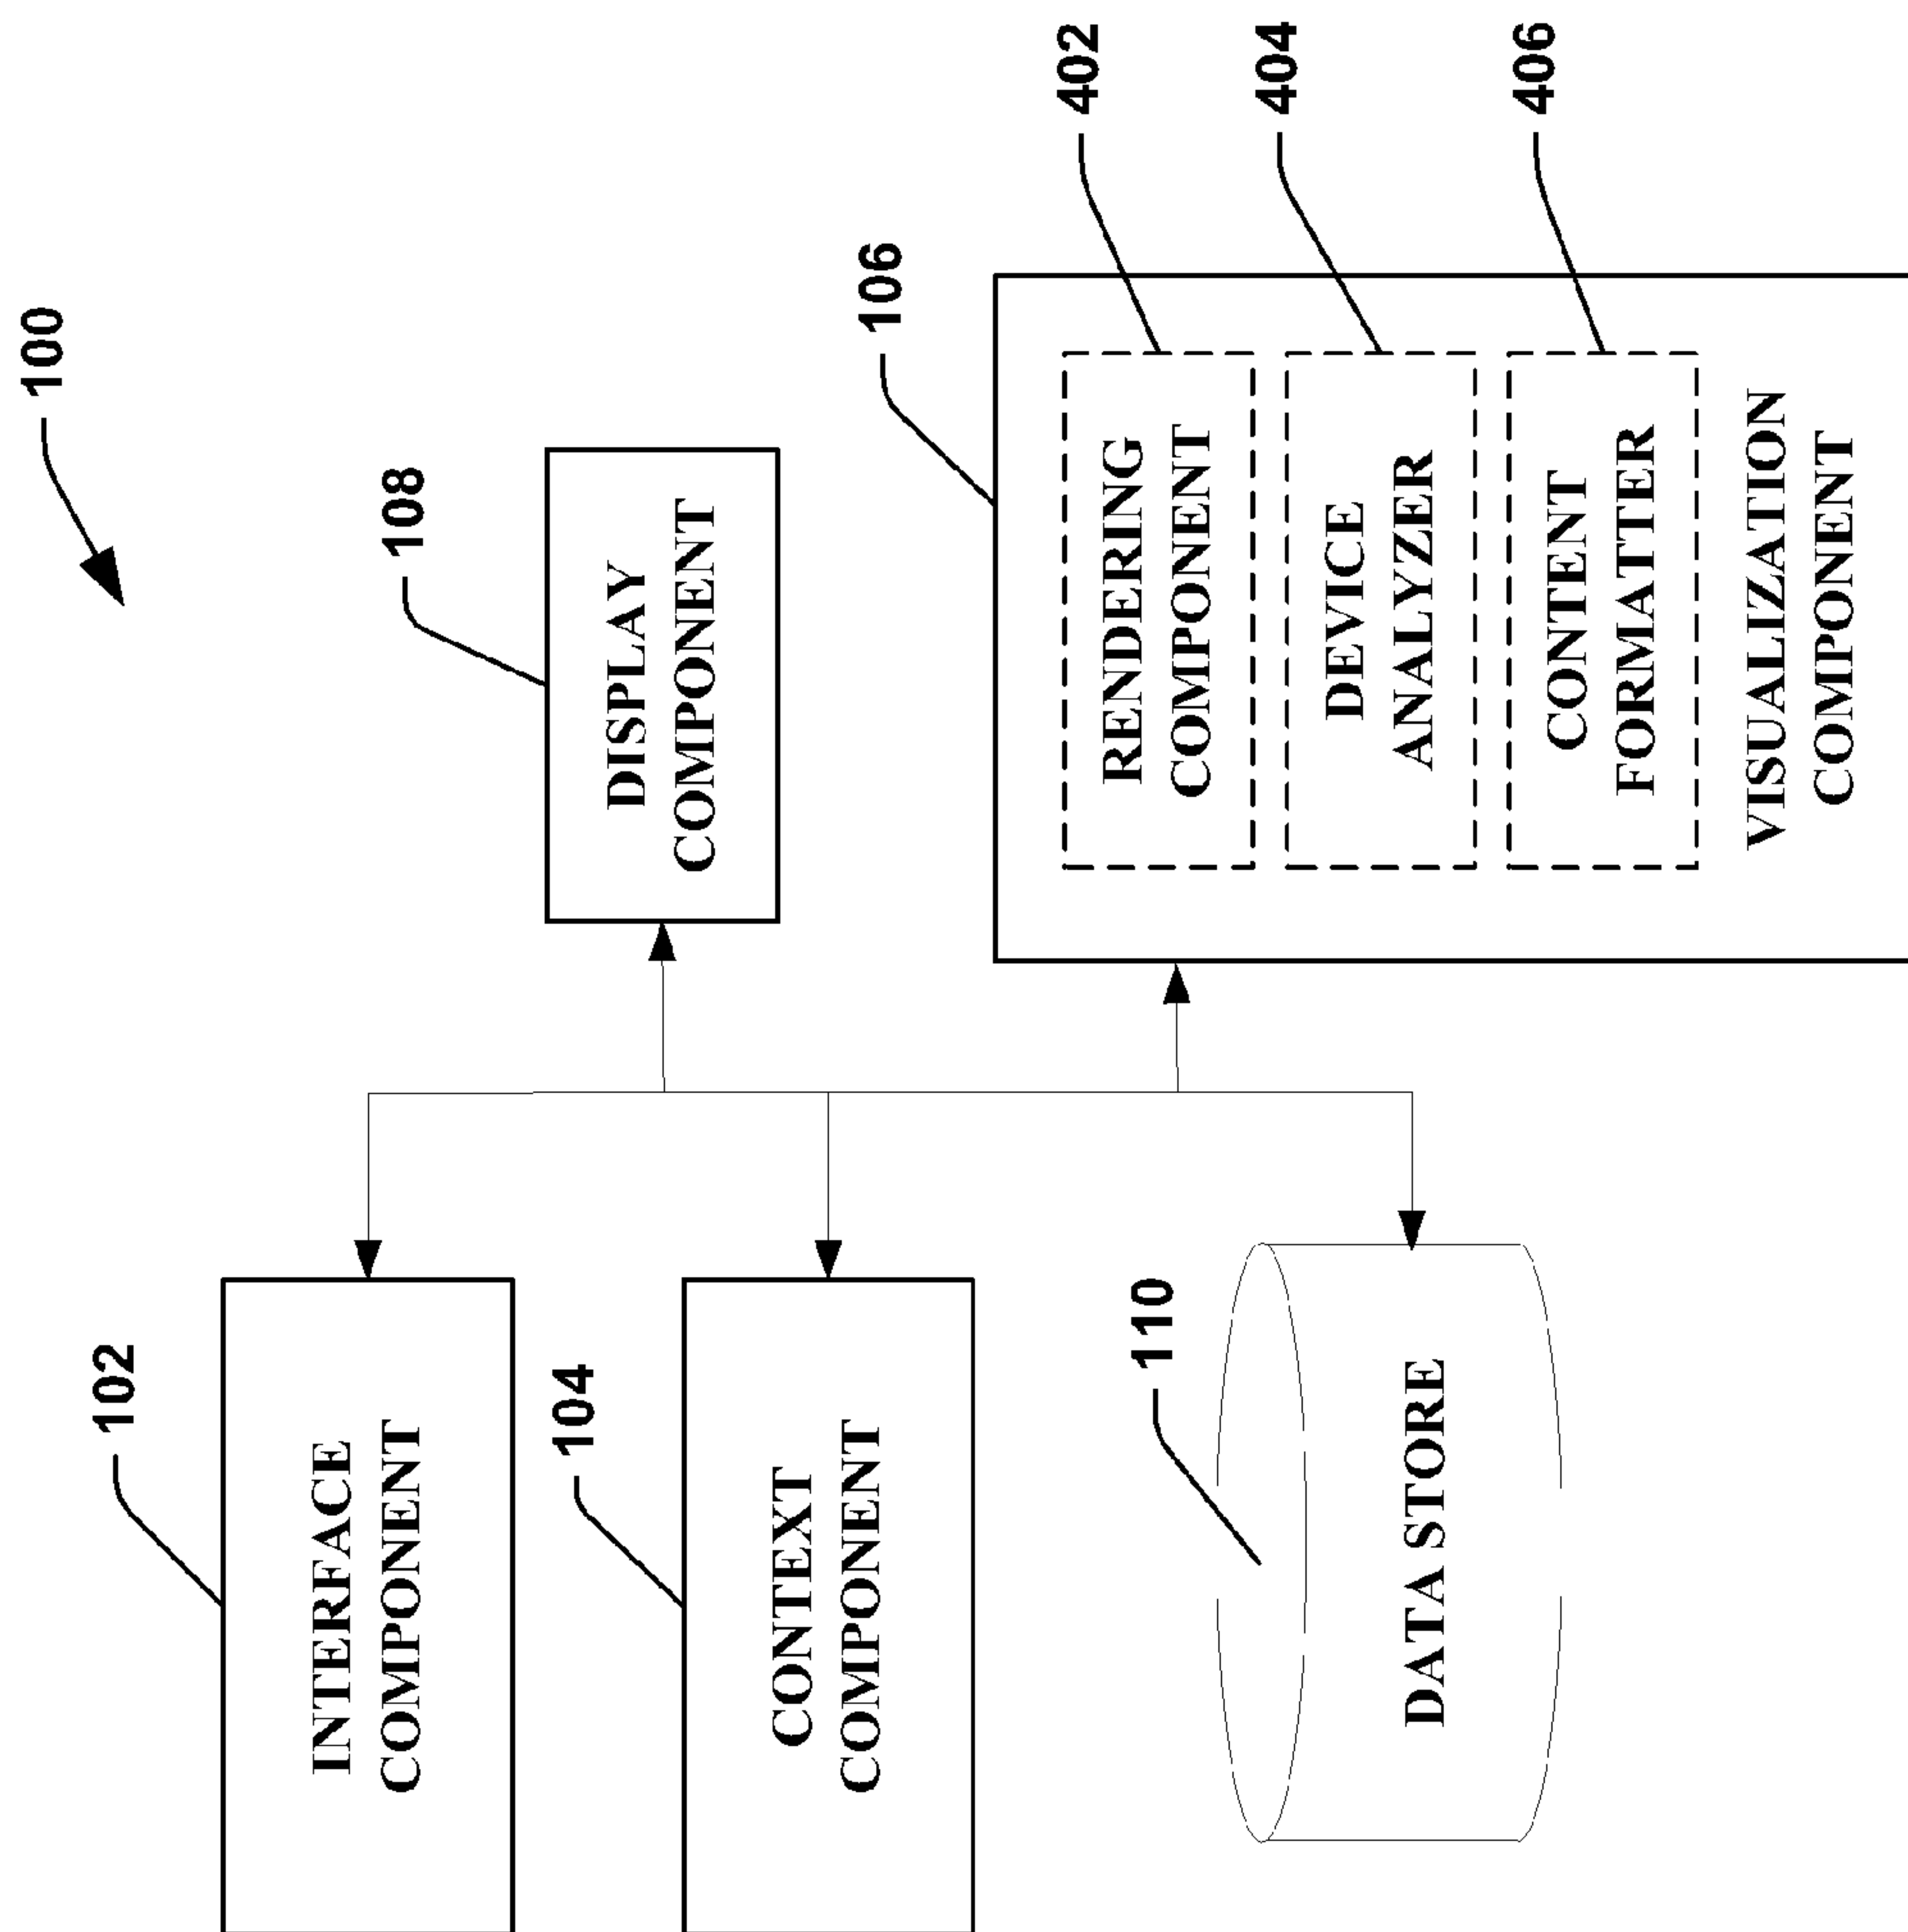 100
102
INTERFACE
COMPONENT
108
DISPLAY
COMPONENT
104
CONTEXT
COMPONENT
106
402
RENDERING
COMPONENT
110
DATA STORE
404
DEVICE
ANALYZER
406
CONTENT
FORMATTER
VISUALIZATION
COMPONENT